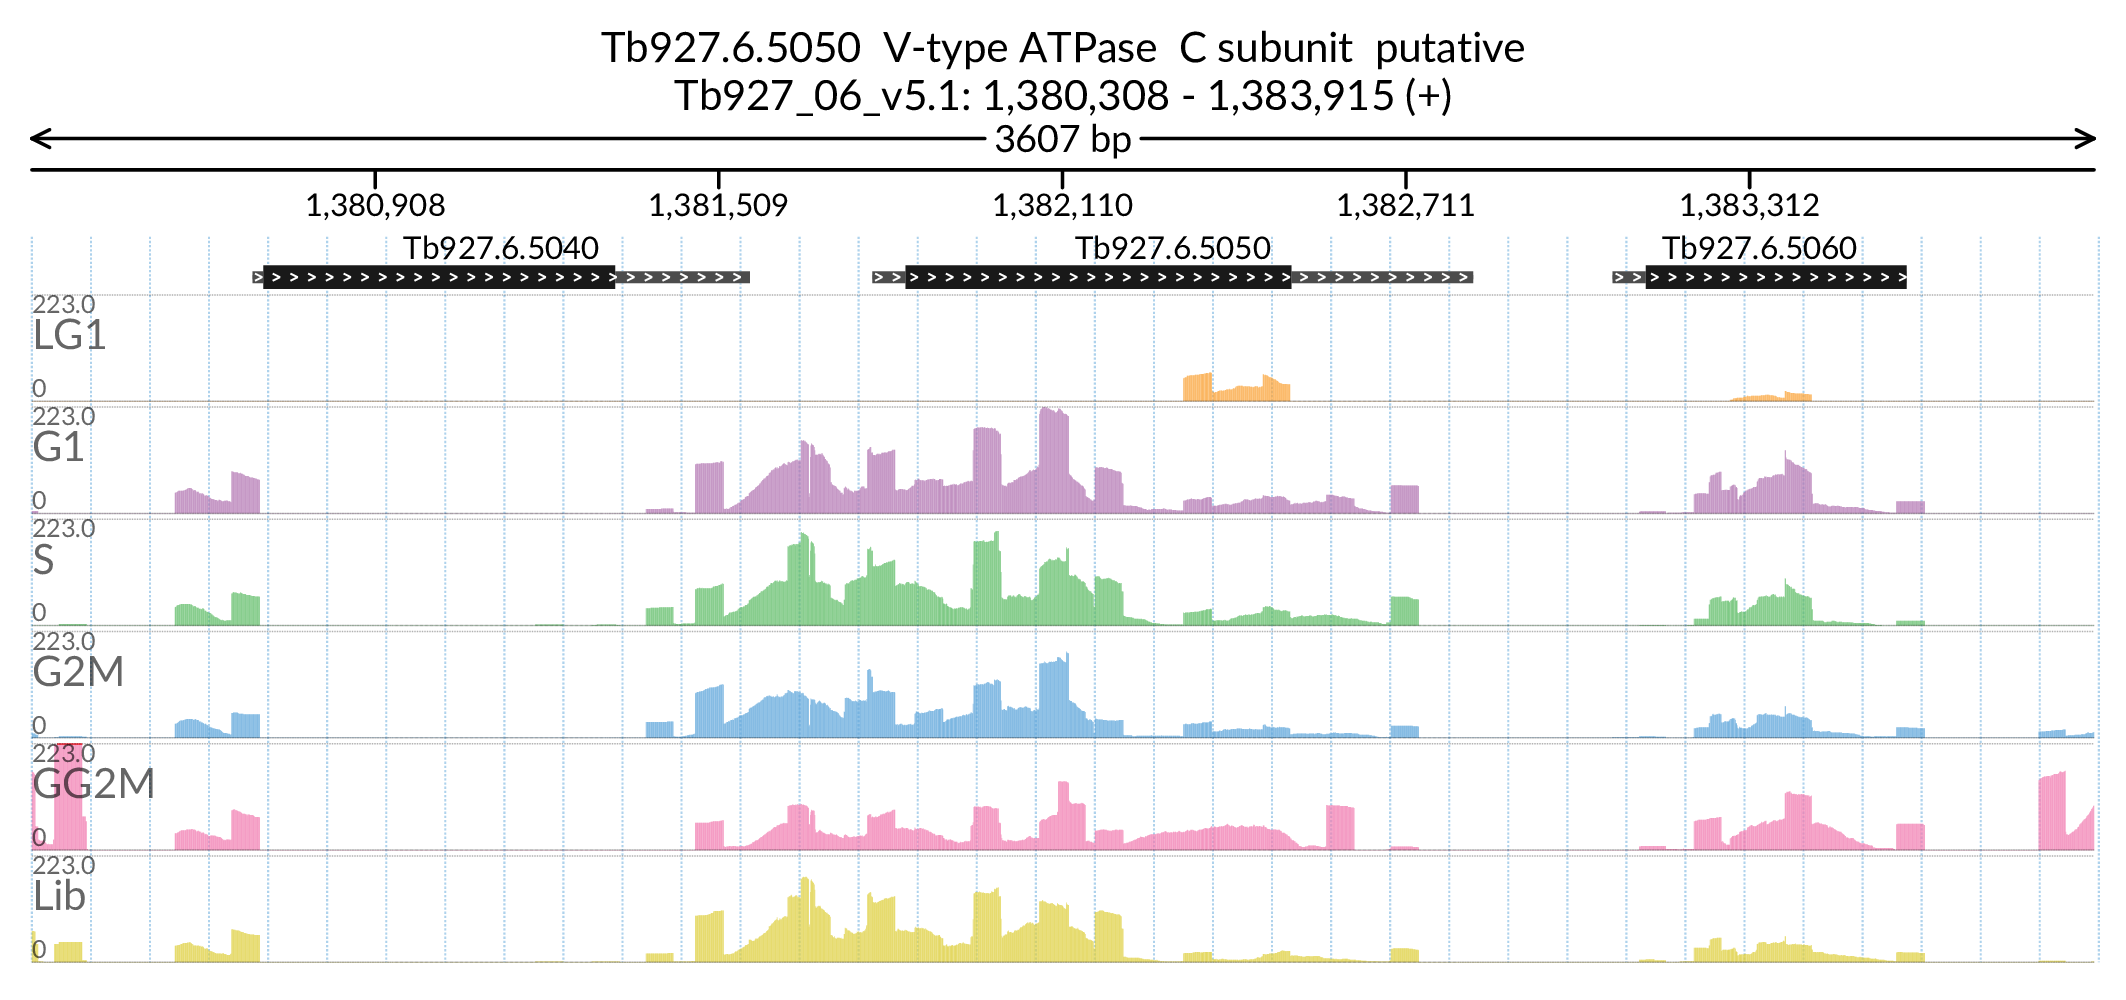 Tb927.6.5050  V-type ATPase  C subunit  putative
Tb927_06_v5.1: 1,380,308 - 1,383,915 (+)
3607 bp
1,380,908 1,381,509 1,382,110 1,382,711 1,383,312
Tb927.6.5040 Tb927.6.5050 Tb927.6.5060
223.0
LG1
0
223.0
G1
0
223.0
S
0
223.0
G2M
0
223.0
GG2M
0
223.0
Lib
0